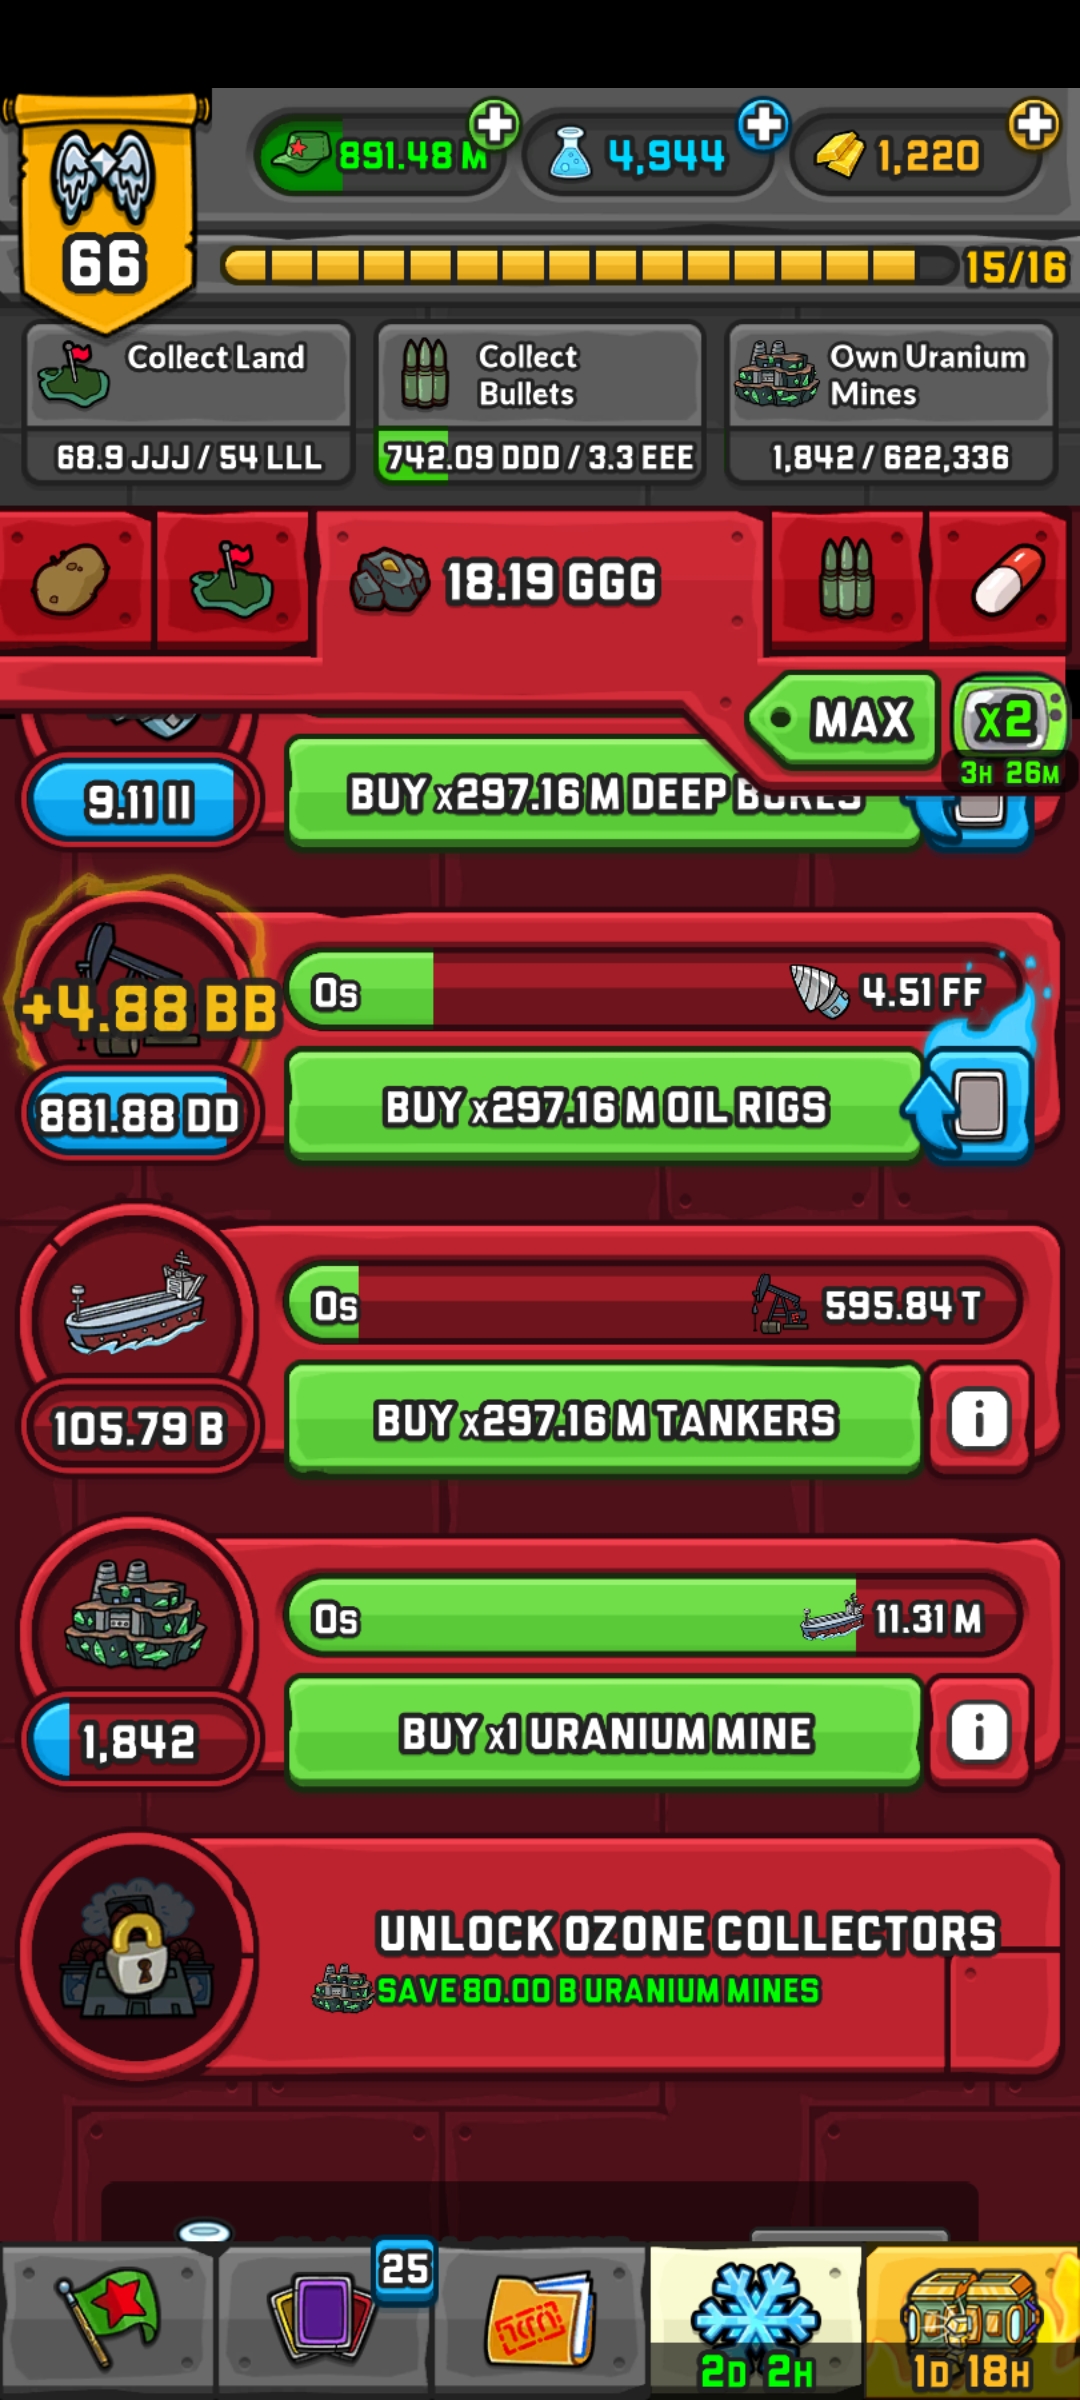 891.48 M
4,944
1,220
66
15/16
Collect Land
68.9 JJJ / 54 LLL
Collect
Bullets
742.09 DDD / 3.3 EEE
Own Uranium
Mines
1,842 / 622,336
18.19 GGG
MAX
x2
3H 26M
9.11 II
BUY x297.16 M DEEP BORES
+4.88 BB
0s
4.51 FF
881.88 DD
BUY x297.16 M OIL RIGS
0s
595.84 T
105.79 B
BUY x297.16 M TANKERS
i
0s
11.31 M
1,842
BUY x1 URANIUM MINE
i
UNLOCK OZONE COLLECTORS
SAVE 80.00 B URANIUM MINES
25
2D 2H
1D 18H